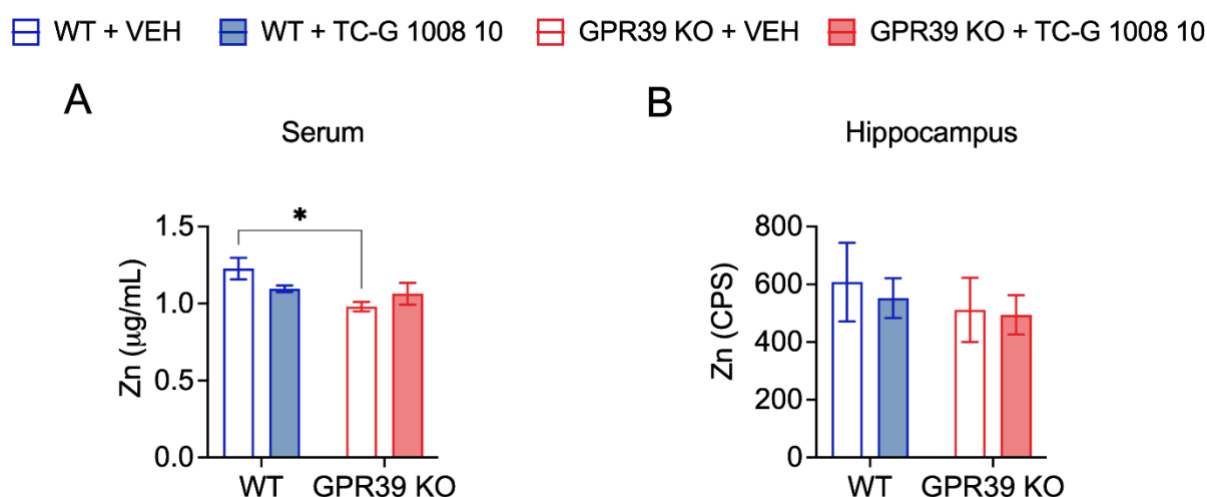 WT + VEH WT + TC-G 1008 10 GPR39 KO + VEH GPR39 KO + TC-G 1008 10
A
Serum
*
Zn (μg/mL)
1.5
1.0
0.5
0.0
WT GPR39 KO
B
Hippocampus
Zn (CPS)
800
600
400
200
0
WT GPR39 KO